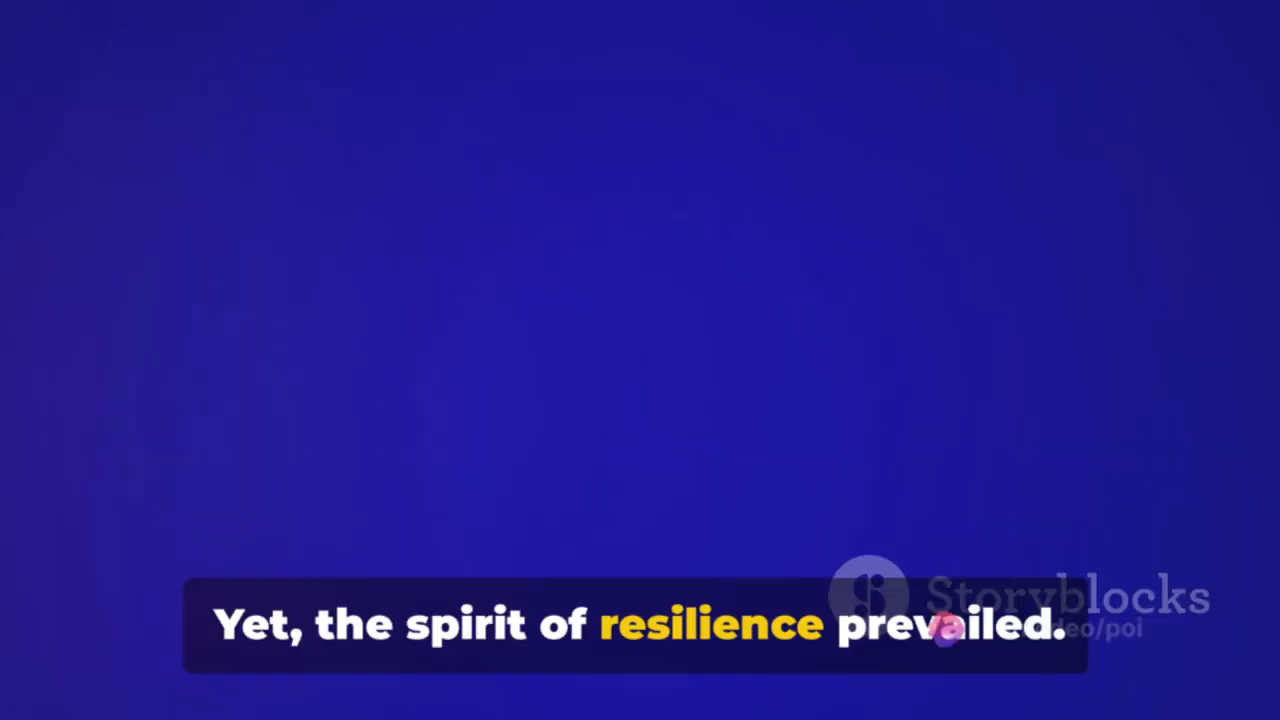 Yet, the spirit of resilience prevailed.
Storyblocks